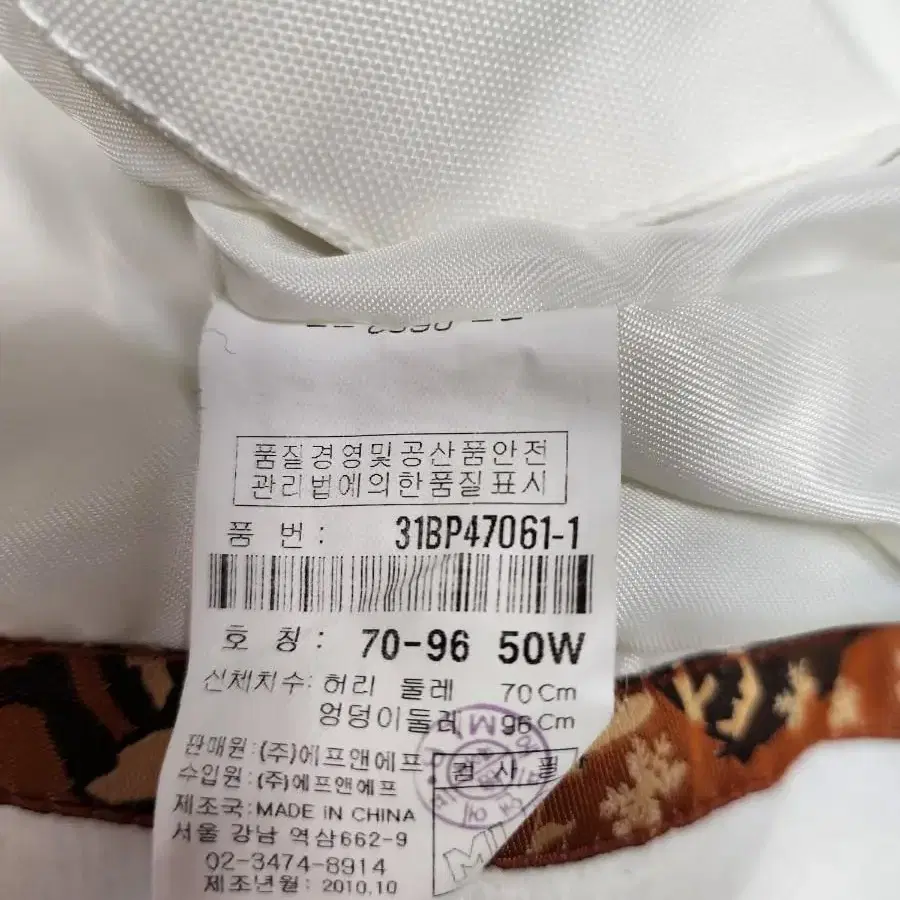 품질경영및공산품안전
관리법에의한품질표시
품 번: 31BP47061-1
호 칭: 70-96 50W
신체치수: 허리 둘레 70Cm
엉덩이둘레 96Cm
판매원:(주)에프앤에프
수입원:(주)에프앤에프
검사필
제조국:MADE iN CHINA
서울 강남 역삼662-9
02-3474-8914
제조년월: 2010.10